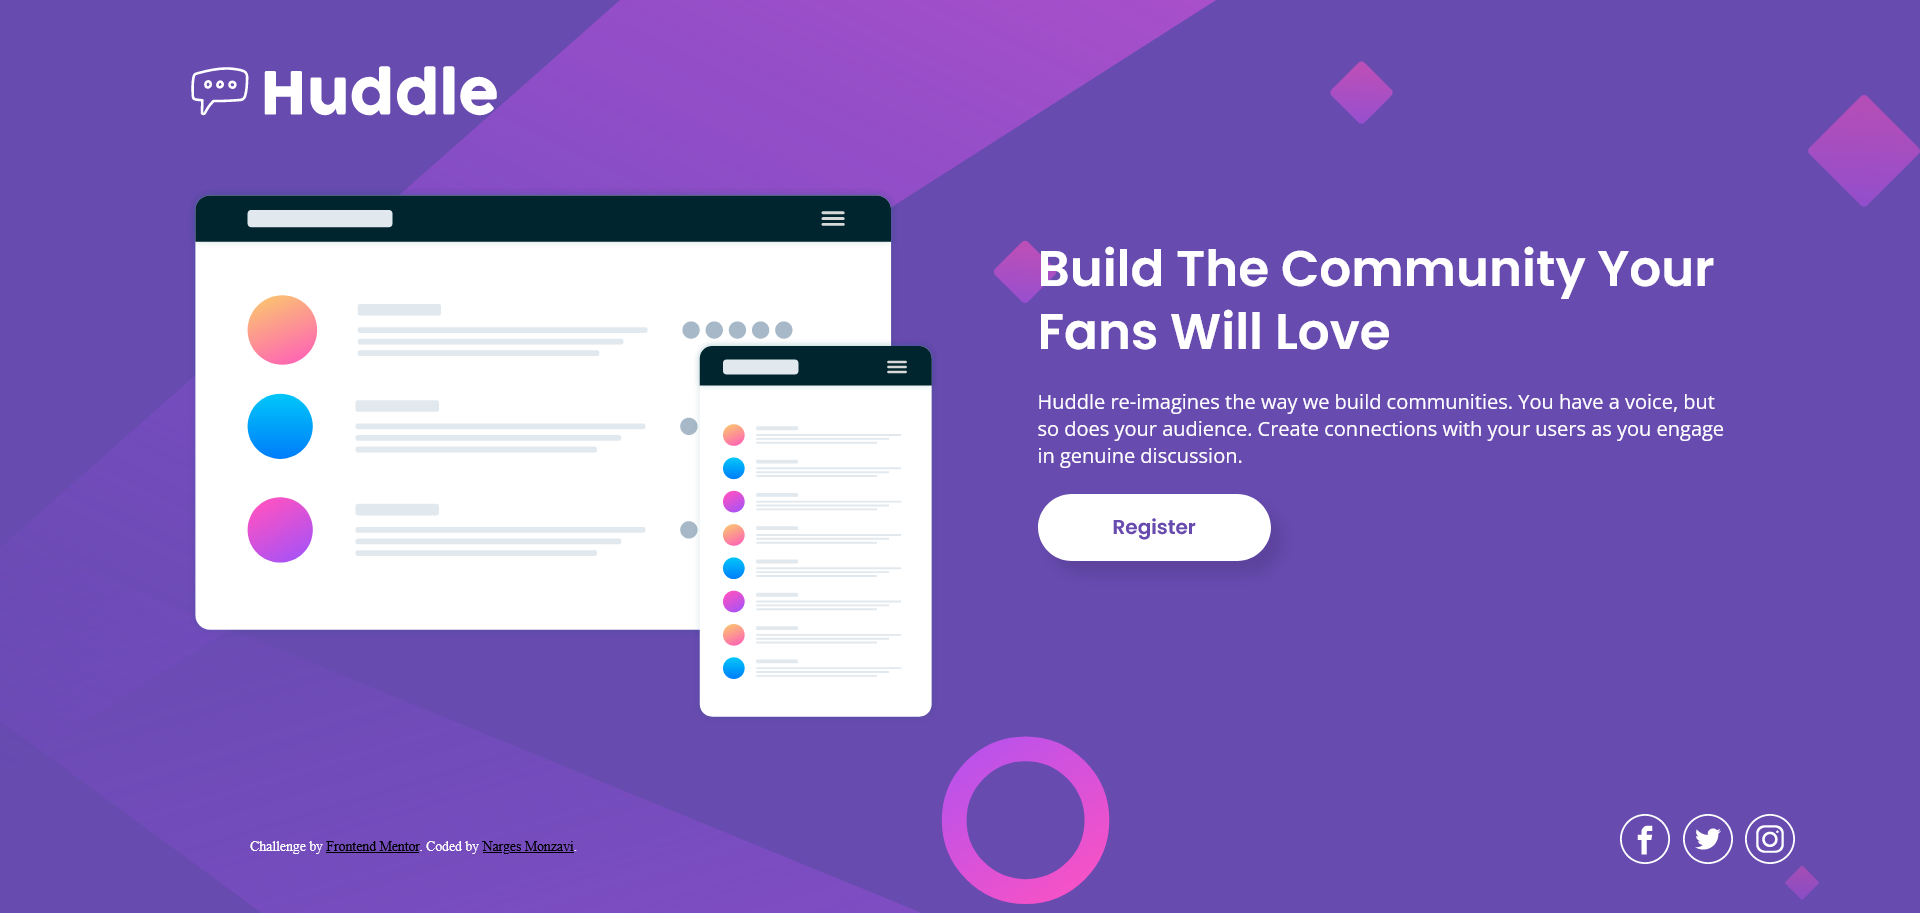 Huddle
Build The Community Your
Fans Will Love
Huddle re-imagines the way we build communities. You have a voice, but
so does your audience. Create connections with your users as you engage
in genuine discussion.
Register
Challenge by Frontend Mentor. Coded by Narges Monzavi.